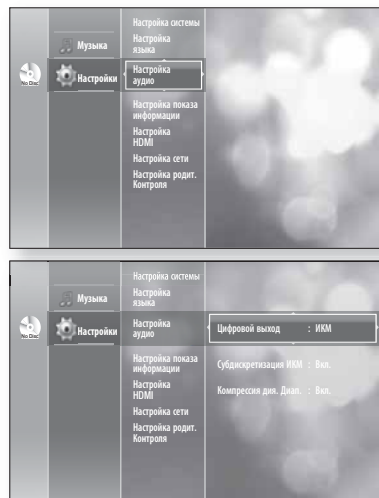 Настройка системы
Музыка
Настройка
языка
No Disc
Настройки
Настройка
аудио
Настройка показа
информации
Настройка
HDMI
Настройка сети
Настройка родит.
Контроля
Настройка системы
Музыка
Настройка
языка
No Disc
Настройки
Настройка
аудио
Цифровой выход : ИКМ
Настройка показа
информации
Субдискретизация ИКМ : Вкл.
Настройка
HDMI
Компрессия дия. Диап. : Вкл.
Настройка сети
Настройка родит.
Контроля